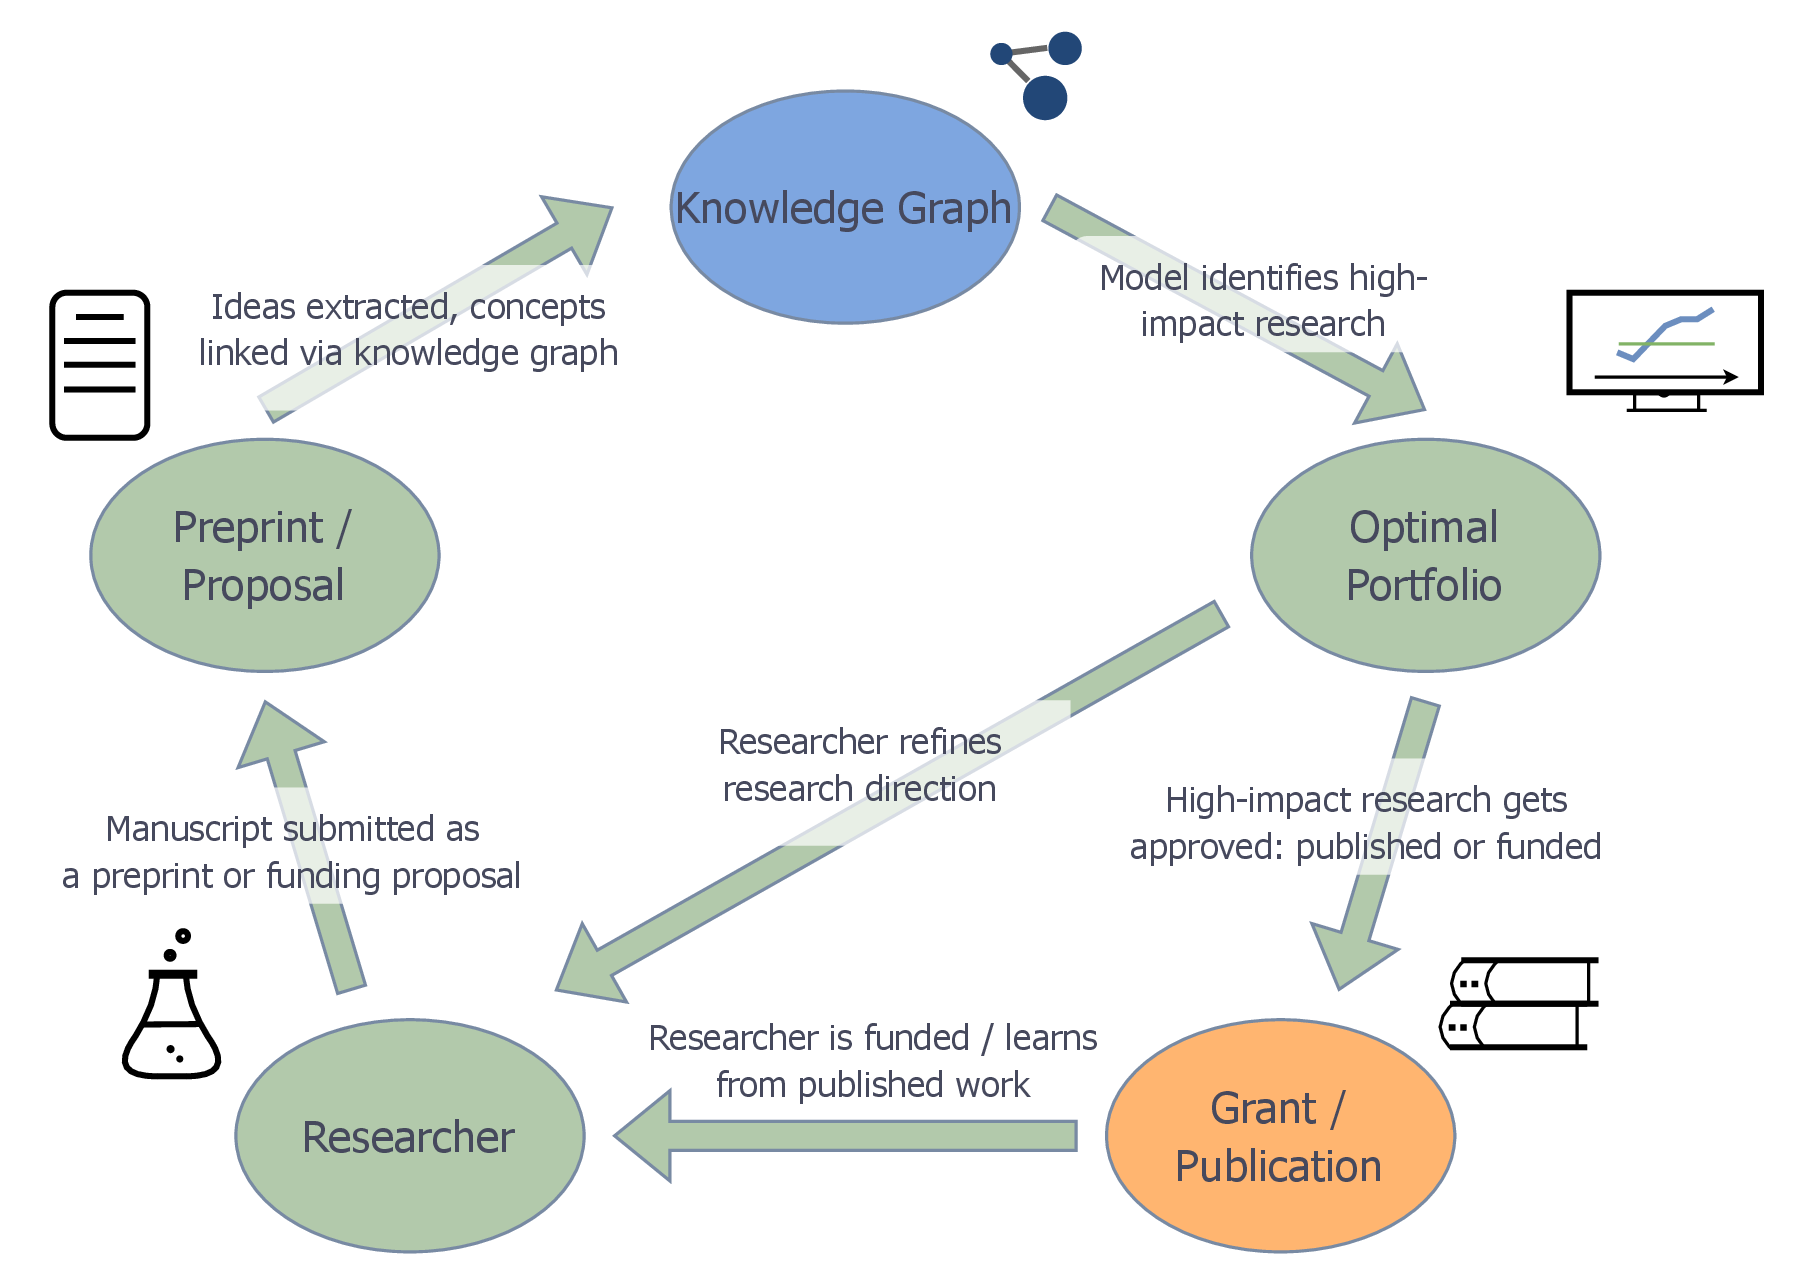 Knowledge Graph
Ideas extracted, concepts
linked via knowledge graph
Model identifies high-
impact research
Preprint /
Proposal
Optimal
Portfolio
Researcher refines
research direction
High-impact research gets
approved: published or funded
Manuscript submitted as
a preprint or funding proposal
Researcher is funded / learns
from published work
Researcher
Grant /
Publication